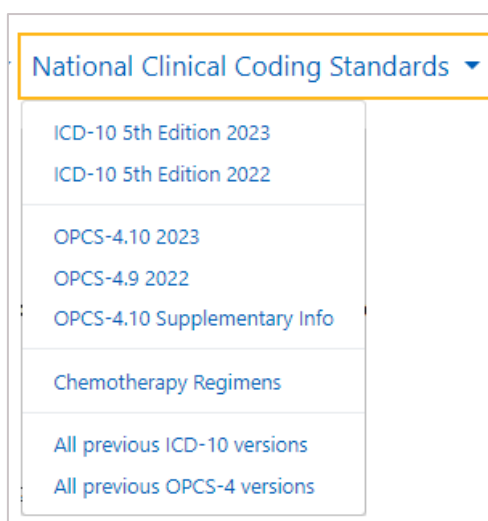 National Clinical Coding Standards
ICD-10 5th Edition 2023
ICD-10 5th Edition 2022
OPCS-4.10 2023
OPCS-4.9 2022
OPCS-4.10 Supplementary Info
Chemotherapy Regimens
All previous ICD-10 versions
All previous OPCS-4 versions